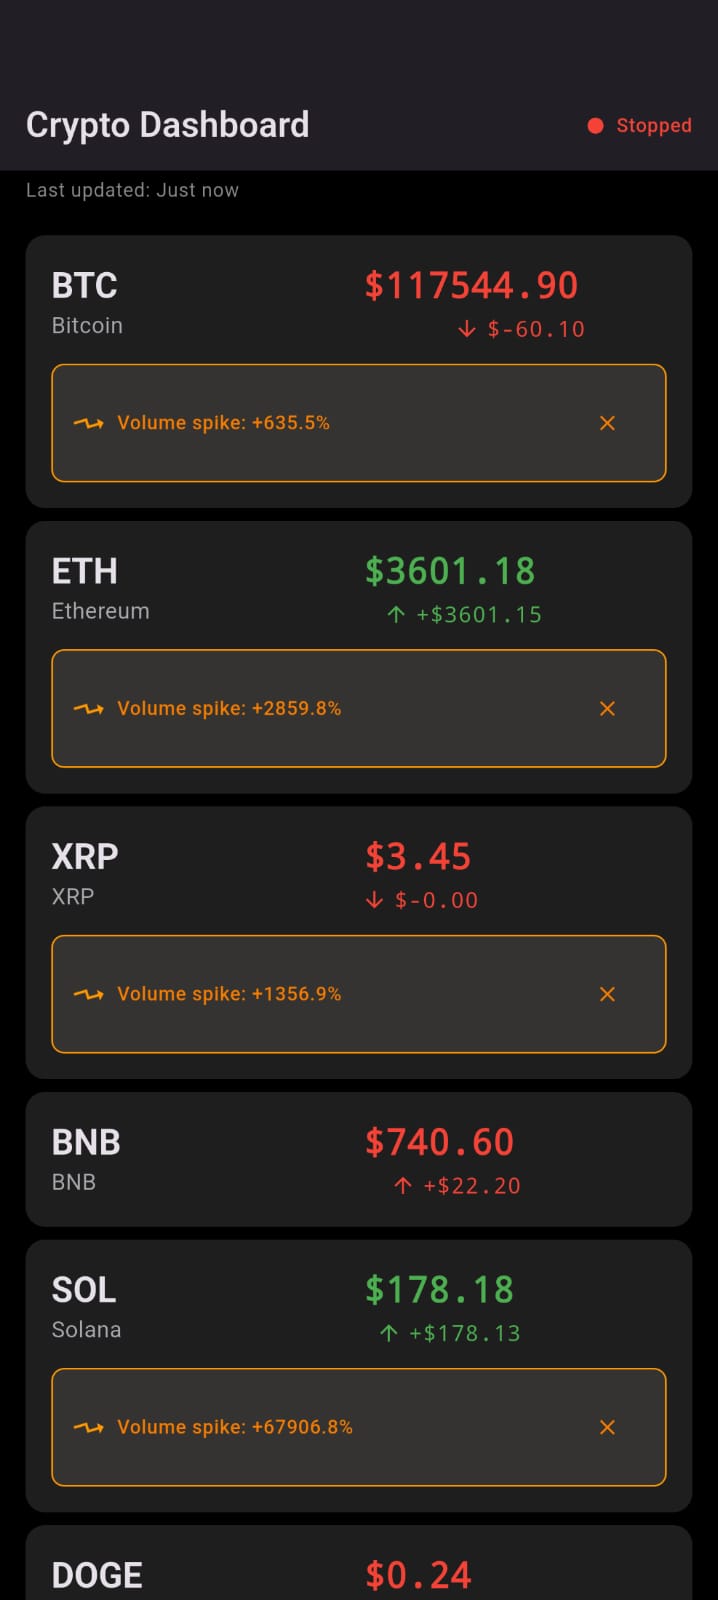 Crypto Dashboard
Stopped
Last updated: Just now
BTC
$117544.90
Bitcoin
↓ $-60.10
Volume spike: +635.5%
ETH
$3601.18
Ethereum
↑ +$3601.15
Volume spike: +2859.8%
XRP
$3.45
XRP
↓ $-0.00
Volume spike: +1356.9%
BNB
$740.60
BNB
↑ +$22.20
SOL
$178.18
Solana
↑ +$178.13
Volume spike: +67906.8%
DOGE
$0.24